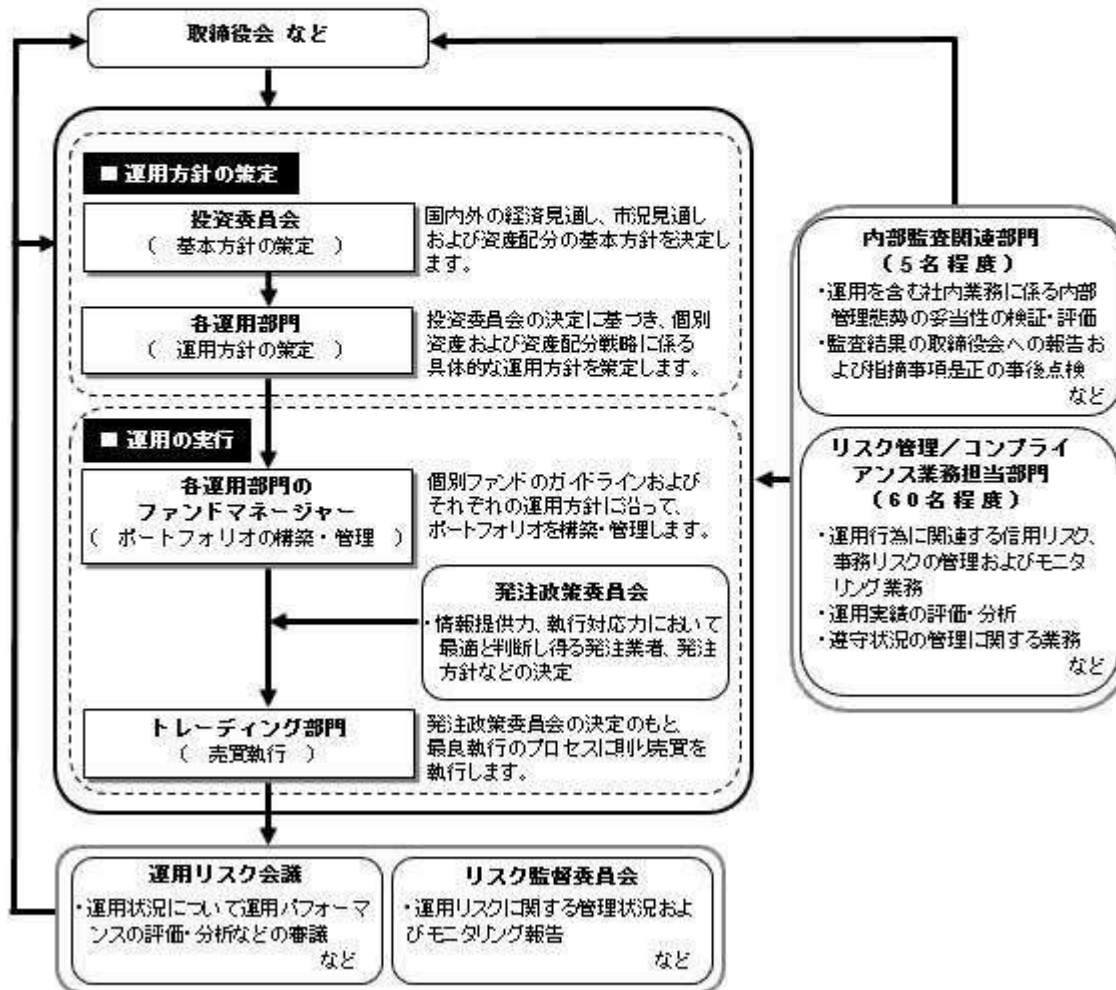 取締役会 など
■ 運用方針の策定
投資委員会
（ 基本方針の策定 ）
国内外の経済見通し、市況見通し
および資産配分の基本方針を決定し
ます。
各運用部門
（ 運用方針の策定 ）
投資委員会の決定に基づき、個別
資産および資産配分戦略に係る
具体的な運用方針を策定します。
■ 運用の実行
各運用部門の
ファンドマネージャー
（ ポートフォリオの構築・管理 ）
個別ファンドのガイドラインおよび
それぞれの運用方針に沿って、
ポートフォリオを構築・管理します。
発注政策委員会
・情報提供力、執行対応力において
最適と判断し得る発注業者、発注
方針などの決定
トレーディング部門
（ 売買執行 ）
発注政策委員会の決定のもと、
最良執行のプロセスに則り売買を
執行します。
内部監査関連部門
（５名程度）
・運用を含む社内業務に係る内部
管理態勢の妥当性の検証・評価
・監査結果の取締役会への報告お
よび指摘事項是正の事後点検
など
リスク管理／コンプライ
アンス業務担当部門
（６０名程度）
・運用行為に関連する信用リスク、
事務リスクの管理およびモニタ
リング業務
・運用実績の評価・分析
・遵守状況の管理に関する業務
など
運用リスク会議
・運用状況について運用パフォーマ
ンスの評価・分析などの審議
など
リスク監督委員会
・運用リスクに関する管理状況およ
びモニタリング報告
など